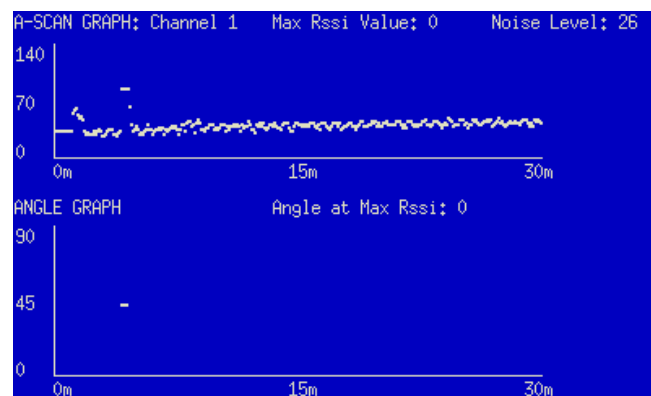 A-SCAN GRAPH: Channel 1 Max Rssi Value: 0 Noise Level: 26
140
70
0
0m 15m 30m
ANGLE GRAPH Angle at Max Rssi: 0
90
45
0
0m 15m 30m